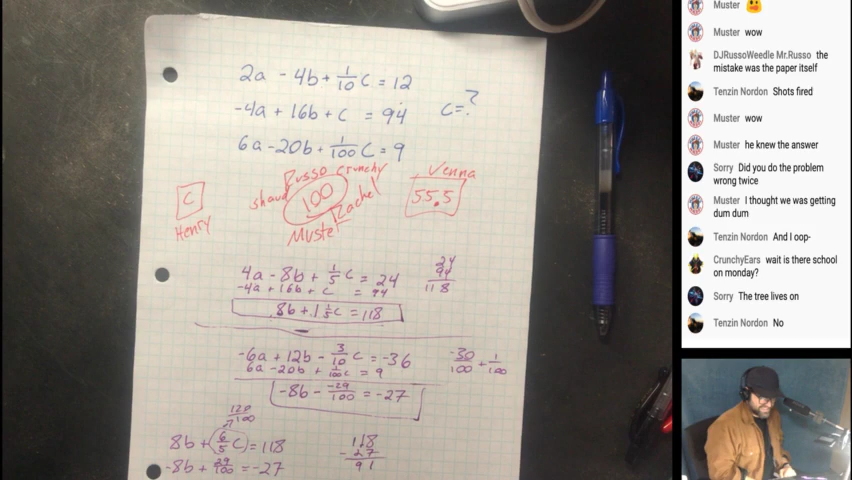 2a - 4b + 1/10 C = 12
-4a + 16b + C = 94
C = ?
6a - 20b + 1/100 C = 9
C
Henry
Russo Crunchy
shaun
100
Rachel
Muster
Venna
55.5
4a - 8b + 1/5 C = 24
-4a + 16b + C = 94
8b + 1 1/5 C = 118
24
94
118
-6a + 12b - 3/10 C = -36
6a - 20b + 1/100 C = 9
-8b - -29/100 = -27
-30/100 + 1/100
120/100
8b + 6/5 C = 118
-8b + 29/100 = -27
118
- 27
91
Muster
Muster wow
DJRussoWeedle Mr.Russo the
mistake was the paper itself
Tenzin Nordon Shots fired
Muster wow
Muster he knew the answer
Sorry Did you do the problem
wrong twice
Muster I thought we was getting
dum dum
Tenzin Nordon And I oop-
CrunchyEars wait is there school
on monday?
Sorry The tree lives on
Tenzin Nordon No